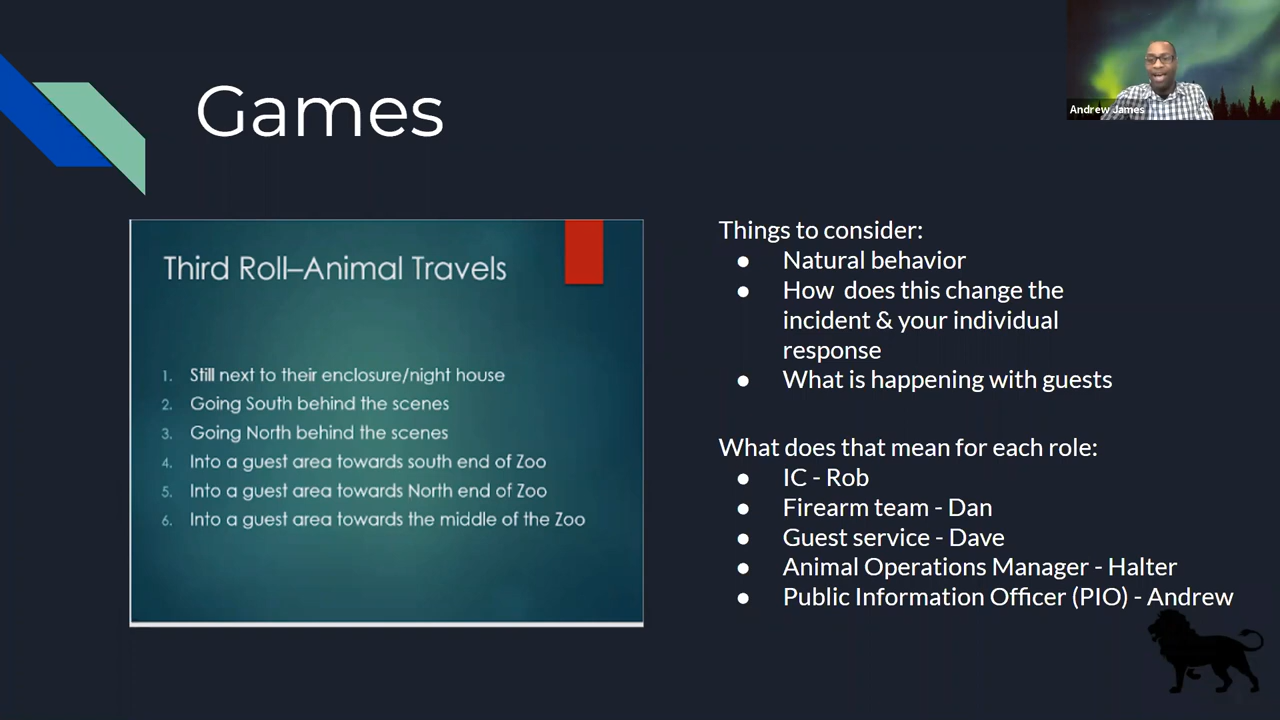 Games
Andrew James
Third Roll–Animal Travels
1. Still next to their enclosure/night house
2. Going South behind the scenes
3. Going North behind the scenes
4. Into a guest area towards south end of Zoo
5. Into a guest area towards North end of Zoo
6. Into a guest area towards the middle of the Zoo
Things to consider:
● Natural behavior
● How does this change the
incident & your individual
response
● What is happening with guests
What does that mean for each role:
● IC - Rob
● Firearm team - Dan
● Guest service - Dave
● Animal Operations Manager - Halter
● Public Information Officer (PIO) - Andrew